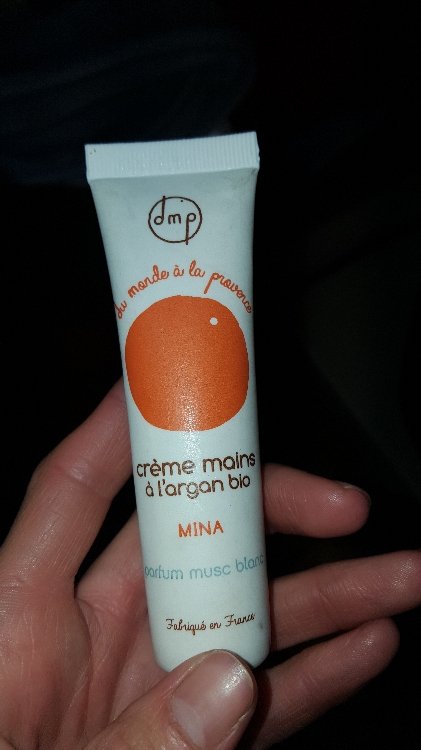 dmp
du monde à la provence
crème mains
à l'argan bio
MINA
parfum musc blanc
Fabriqué en France